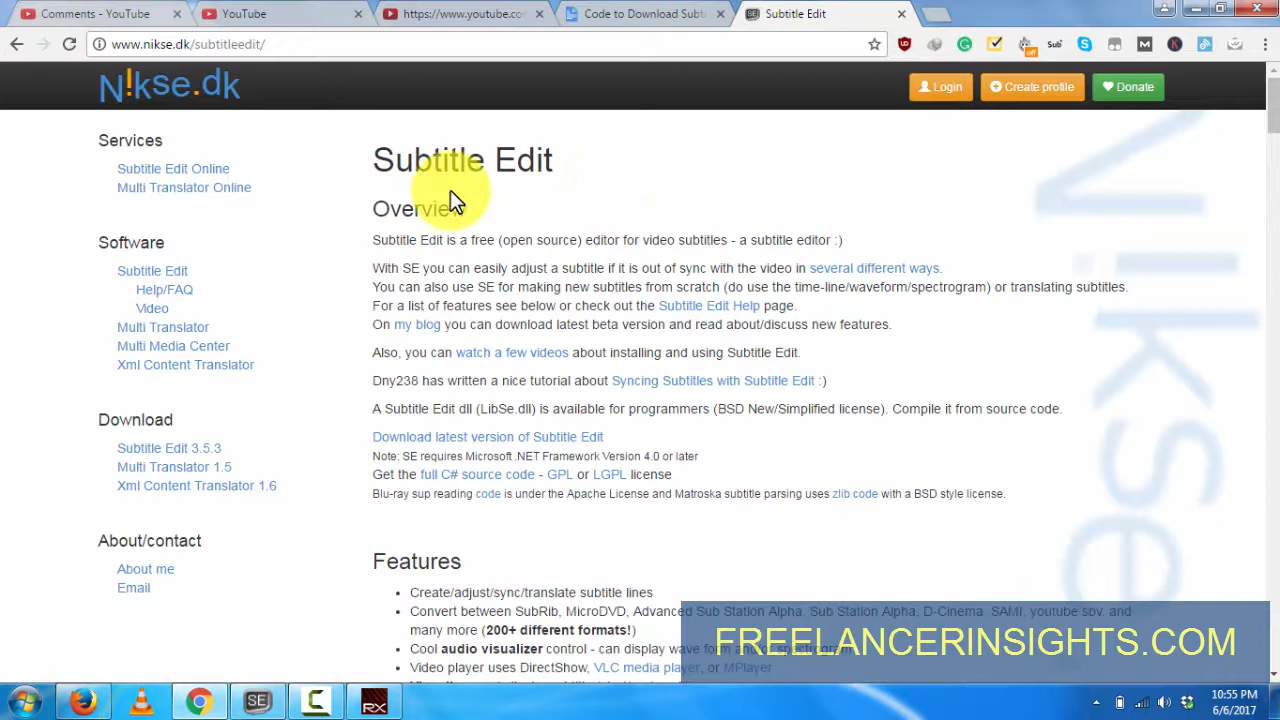 Comments - YouTube
YouTube
https://www.youtube.co
Code to Download Subt
Subtitle Edit
www.nikse.dk/subtitleedit/
off
Sub
N!kse.dk
Login
Create profile
Donate
Services
Subtitle Edit Online
Multi Translator Online
Software
Subtitle Edit
Help/FAQ
Video
Multi Translator
Multi Media Center
Xml Content Translator
Download
Subtitle Edit 3.5.3
Multi Translator 1.5
Xml Content Translator 1.6
About/contact
About me
Email
Subtitle Edit
Overview
Subtitle Edit is a free (open source) editor for video subtitles - a subtitle editor :)
With SE you can easily adjust a subtitle if it is out of sync with the video in several different ways.
You can also use SE for making new subtitles from scratch (do use the time-line/waveform/spectrogram) or translating subtitles.
For a list of features see below or check out the Subtitle Edit Help page.
On my blog you can download latest beta version and read about/discuss new features.
Also, you can watch a few videos about installing and using Subtitle Edit.
Dny238 has written a nice tutorial about Syncing Subtitles with Subtitle Edit :)
A Subtitle Edit dll (LibSe.dll) is available for programmers (BSD New/Simplified license). Compile it from source code.
Download latest version of Subtitle Edit
Note: SE requires Microsoft .NET Framework Version 4.0 or later
Get the full C# source code - GPL or LGPL license
Blu-ray sup reading code is under the Apache License and Matroska subtitle parsing uses zlib code with a BSD style license.
Features
• Create/adjust/sync/translate subtitle lines
• Convert between SubRib, MicroDVD, Advanced Sub Station Alpha, Sub Station Alpha, D-Cinema, SAMI, youtube sbv, and
many more (200+ different formats!)
• Cool audio visualizer control - can display wave form and/or spectrogram
• Video player uses DirectShow, VLC media player, or MPlayer
Nikse
FREELANCERINSIGHTS.COM
SE
RX
10:55 PM
6/6/2017